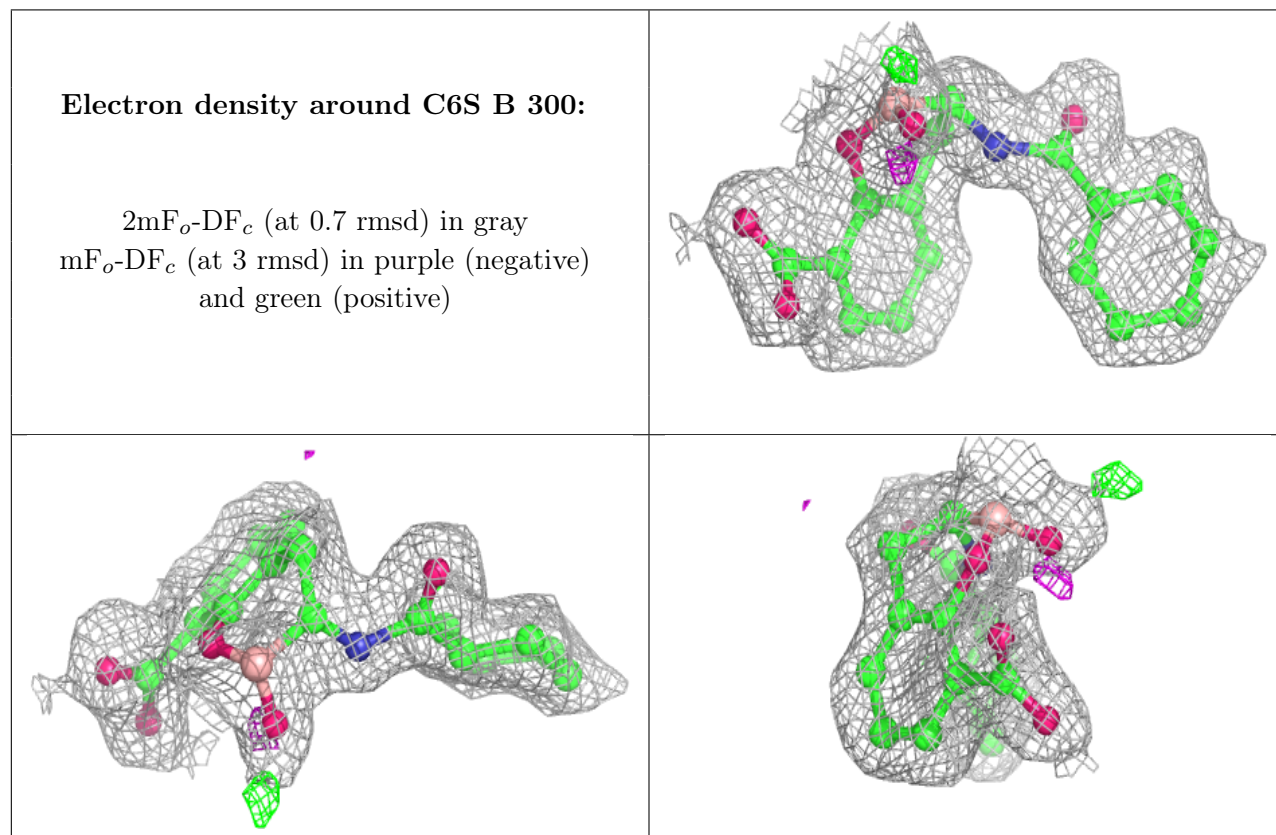 Electron density around C6S B 300:
2mFo-DFc (at 0.7 rmsd) in gray
mFo-DFc (at 3 rmsd) in purple (negative)
and green (positive)